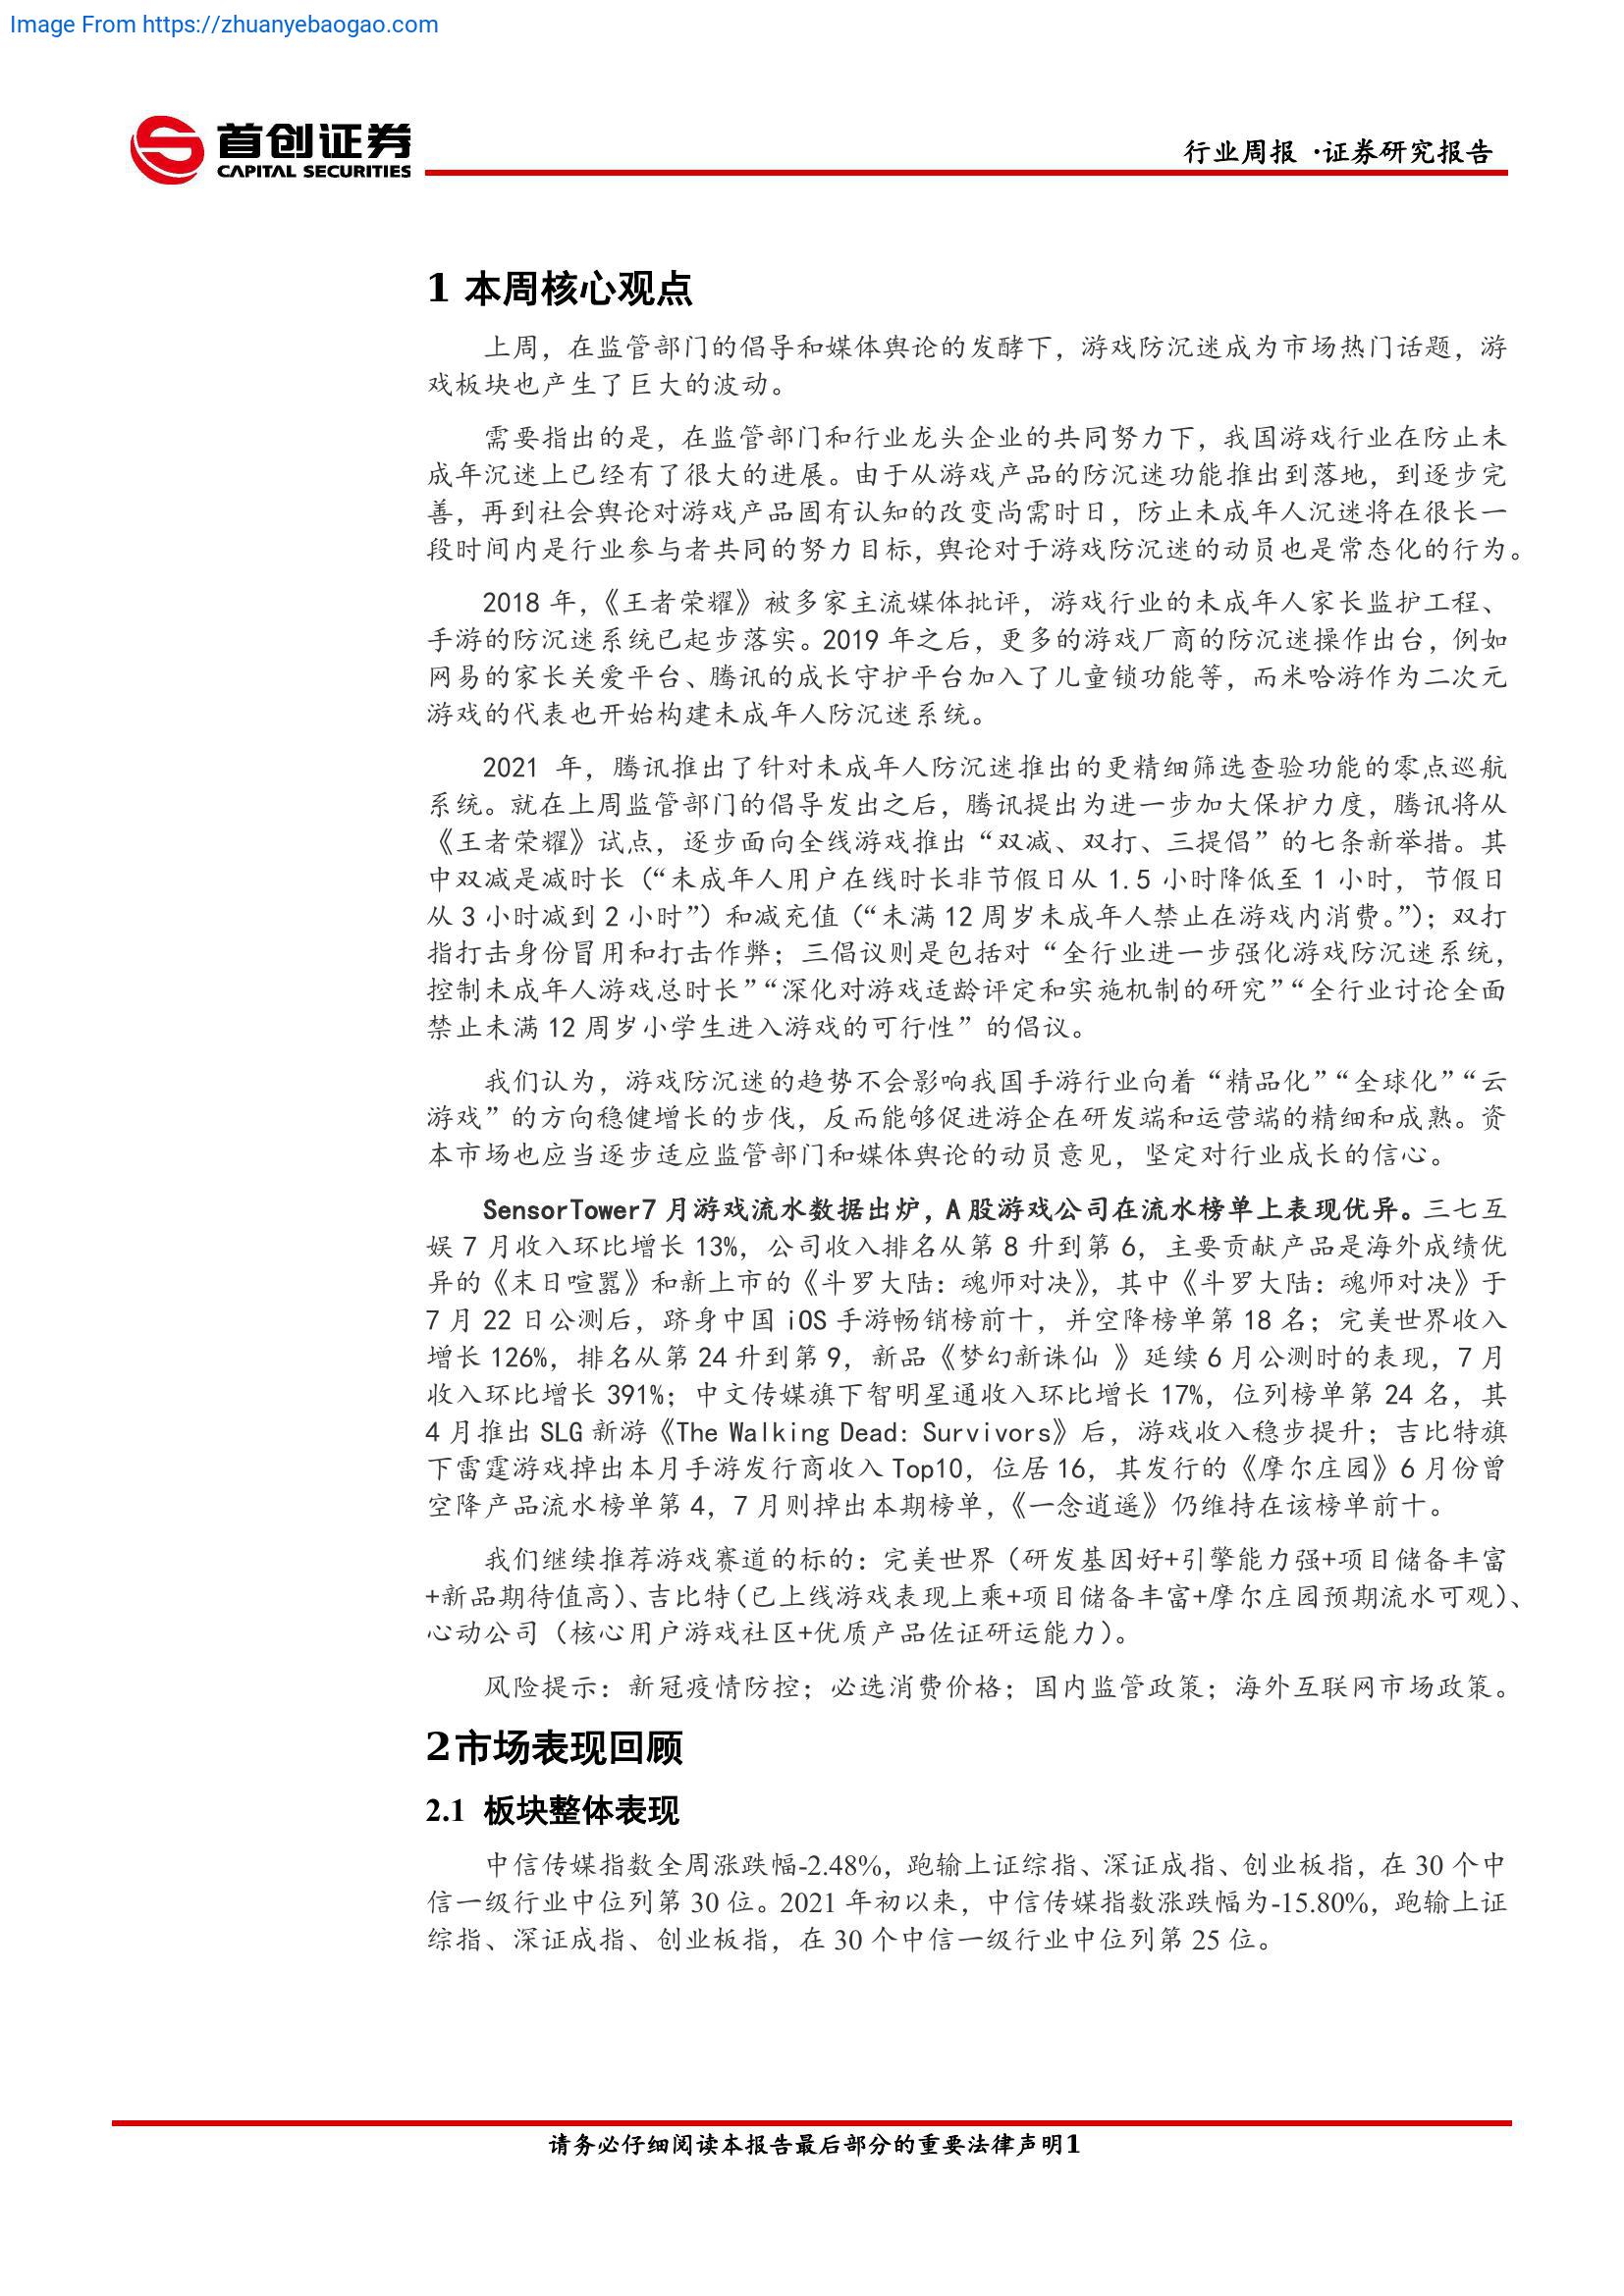 Image From https://zhuanyebaogao.com
首创证券
CAPITAL SECURITIES
行业周报 ·证券研究报告
1 本周核心观点
上周，在监管部门的倡导和媒体舆论的发酵下，游戏防沉迷成为市场热门话题，游
戏板块也产生了巨大的波动。
需要指出的是，在监管部门和行业龙头企业的共同努力下，我国游戏行业在防止未
成年沉迷上已经有了很大的进展。由于从游戏产品的防沉迷功能推出到落地，到逐步完
善，再到社会舆论对游戏产品固有认知的改变尚需时日，防止未成年人沉迷将在很长一
段时间内是行业参与者共同的努力目标，舆论对于游戏防沉迷的动员也是常态化的行为。
2018 年，《王者荣耀》被多家主流媒体批评，游戏行业的未成年人家长监护工程、
手游的防沉迷系统已起步落实。2019 年之后，更多的游戏厂商的防沉迷操作出台，例如
网易的家长关爱平台、腾讯的成长守护平台加入了儿童锁功能等，而米哈游作为二次元
游戏的代表也开始构建未成年人防沉迷系统。
2021 年，腾讯推出了针对未成年人防沉迷推出的更精细筛选查验功能的零点巡航
系统。就在上周监管部门的倡导发出之后，腾讯提出为进一步加大保护力度，腾讯将从
《王者荣耀》试点，逐步面向全线游戏推出“双减、双打、三提倡”的七条新举措。其
中双减是减时长（“未成年人用户在线时长非节假日从 1.5 小时降低至 1 小时，节假日
从 3 小时减到 2 小时”）和减充值（“未满 12 周岁未成年人禁止在游戏内消费。”）；双打
指打击身份冒用和打击作弊；三倡议则是包括对“全行业进一步强化游戏防沉迷系统，
控制未成年人游戏总时长”“深化对游戏适龄评定和实施机制的研究”“全行业讨论全面
禁止未满 12 周岁小学生进入游戏的可行性”的倡议。
我们认为，游戏防沉迷的趋势不会影响我国手游行业向着“精品化”“全球化”“云
游戏”的方向稳健增长的步伐，反而能够促进游企在研发端和运营端的精细和成熟。资
本市场也应当逐步适应监管部门和媒体舆论的动员意见，坚定对行业成长的信心。
SensorTower7 月游戏流水数据出炉，A 股游戏公司在流水榜单上表现优异。三七互
娱 7 月收入环比增长 13%，公司收入排名从第 8 升到第 6，主要贡献产品是海外成绩优
异的《末日喧嚣》和新上市的《斗罗大陆：魂师对决》，其中《斗罗大陆：魂师对决》于
7 月 22 日公测后，跻身中国 iOS 手游畅销榜前十，并空降榜单第 18 名；完美世界收入
增长 126%，排名从第 24 升到第 9，新品《梦幻新诛仙 》延续 6 月公测时的表现，7 月
收入环比增长 391%；中文传媒旗下智明星通收入环比增长 17%，位列榜单第 24 名，其
4 月推出 SLG 新游《The Walking Dead: Survivors》后，游戏收入稳步提升；吉比特旗
下雷霆游戏掉出本月手游发行商收入 Top10，位居 16，其发行的《摩尔庄园》6 月份曾
空降产品流水榜单第 4，7 月则掉出本期榜单，《一念逍遥》仍维持在该榜单前十。
我们继续推荐游戏赛道的标的：完美世界（研发基因好+引擎能力强+项目储备丰富
+新品期待值高）、吉比特（已上线游戏表现上乘+项目储备丰富+摩尔庄园预期流水可观）、
心动公司（核心用户游戏社区+优质产品佐证研运能力）。
风险提示：新冠疫情防控；必选消费价格；国内监管政策；海外互联网市场政策。
2 市场表现回顾
2.1 板块整体表现
中信传媒指数全周涨跌幅-2.48%，跑输上证综指、深证成指、创业板指，在 30 个中
信一级行业中位列第 30 位。2021 年初以来，中信传媒指数涨跌幅为-15.80%，跑输上证
综指、深证成指、创业板指，在 30 个中信一级行业中位列第 25 位。
请务必仔细阅读本报告最后部分的重要法律声明1